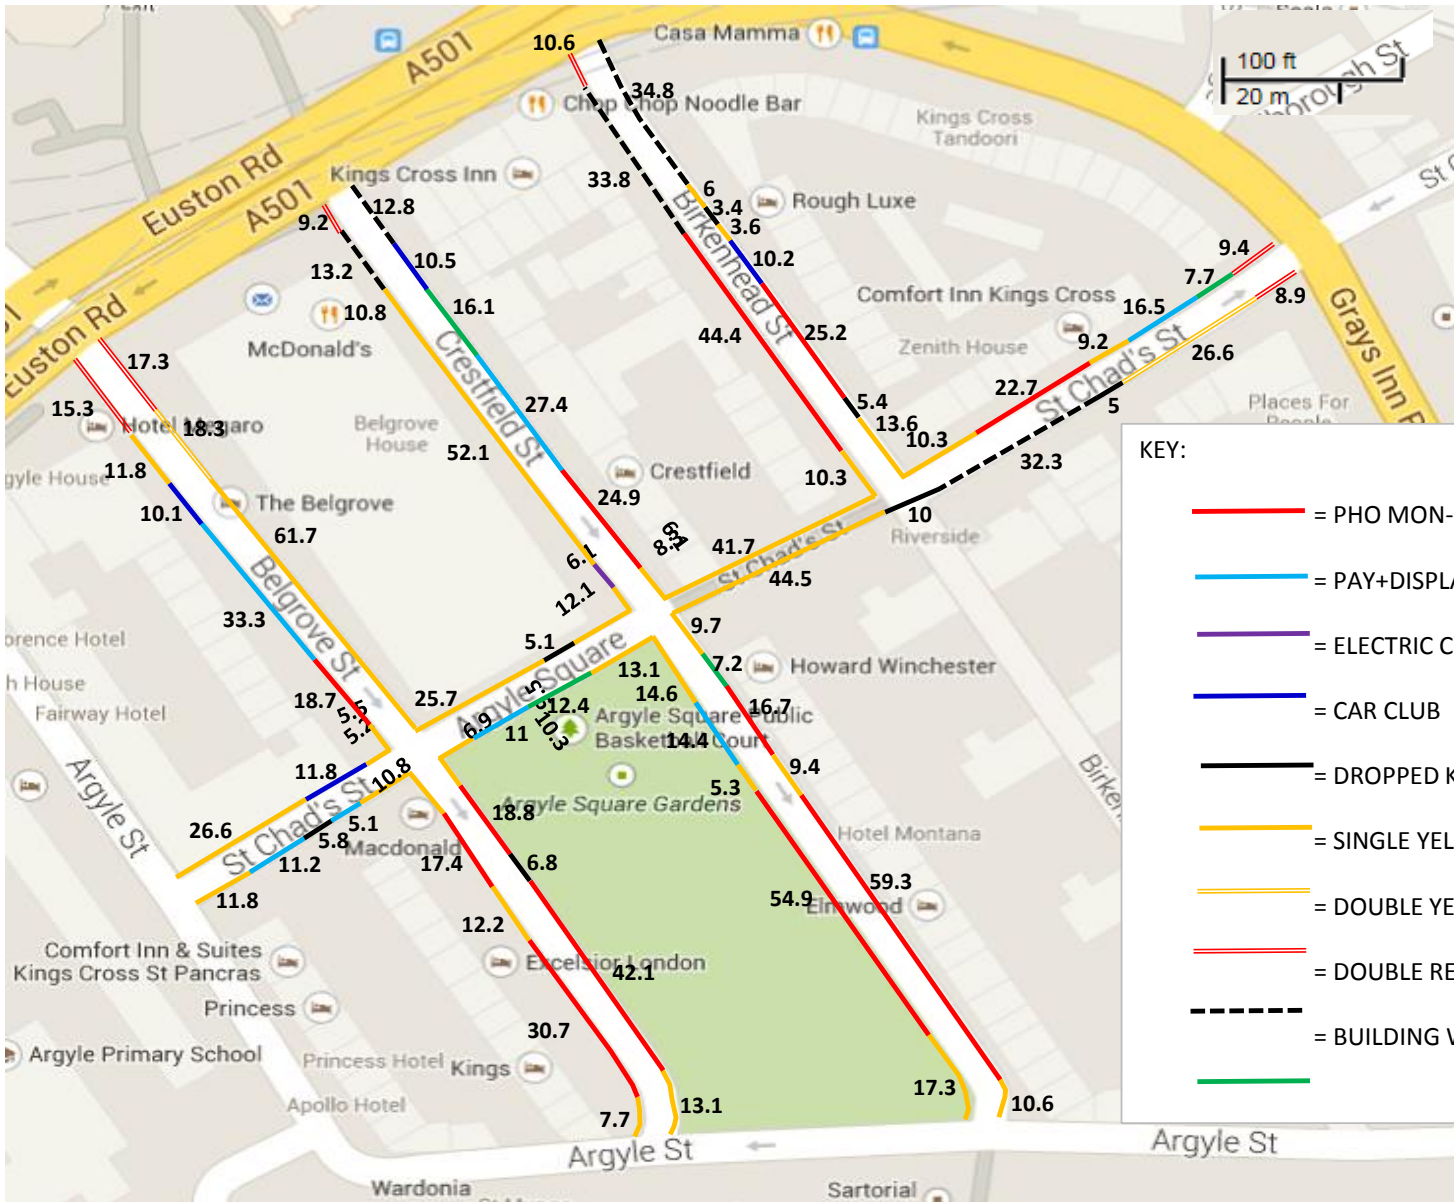 Casa Mamma
A501
10.6
100 ft
20 m
34.8
Chop Chop Noodle Bar
Kings Cross
Tandoori
Euston Rd
A501
Kings Cross Inn
33.8
12.8
9.2
6
3.4
3.6
Rough Luxe
Birkenhead St
10.2
10.5
13.2
10.8
16.1
9.4
7.7
8.9
Comfort Inn Kings Cross
16.5
9.2
Zenith House
St Chad's St
26.6
Grays Inn
McDonald's
Euston Rd
17.3
15.3
Hotel Megaro
18.3
Crestfield St
Belgrove
House
27.4
52.1
44.4
25.2
22.7
5.4
13.6
10.3
5
32.3
Places For
People
11.8
10.1
The Belgrove
61.7
Crestfield
24.9
10.3
10
Riverside
Belgrove St
33.3
6.1
12.1
41.7
44.5
St Chad's St
9.7
5.1
7.2
Howard Winchester
Fairway Hotel
18.7
25.7
Argyle Square
13.1
14.6
16.7
12.4
11
6.9
10.3
Argyle Square Public
Basketball Court
14.4
9.4
5.3
Argyle Square Gardens
11.8
10.8
26.6
St Chad's St
5.1
5.8
11.2
11.8
Argyle St
Macdonald
17.4
18.8
6.8
Hotel Montana
12.2
54.9
59.3
Elmwood
Comfort Inn & Suites
Kings Cross St Pancras
Excelsior London
42.1
Princess
Argyle Primary School
30.7
Princess Hotel
Kings
Apollo Hotel
7.7
13.1
17.3
10.6
Argyle St
Argyle St
Wardonia
Sartorial
KEY:
= PHO MON-
= PAY+DISPLA
= ELECTRIC C
= CAR CLUB
= DROPPED K
= SINGLE YEL
= DOUBLE YE
= DOUBLE RE
= BUILDING W